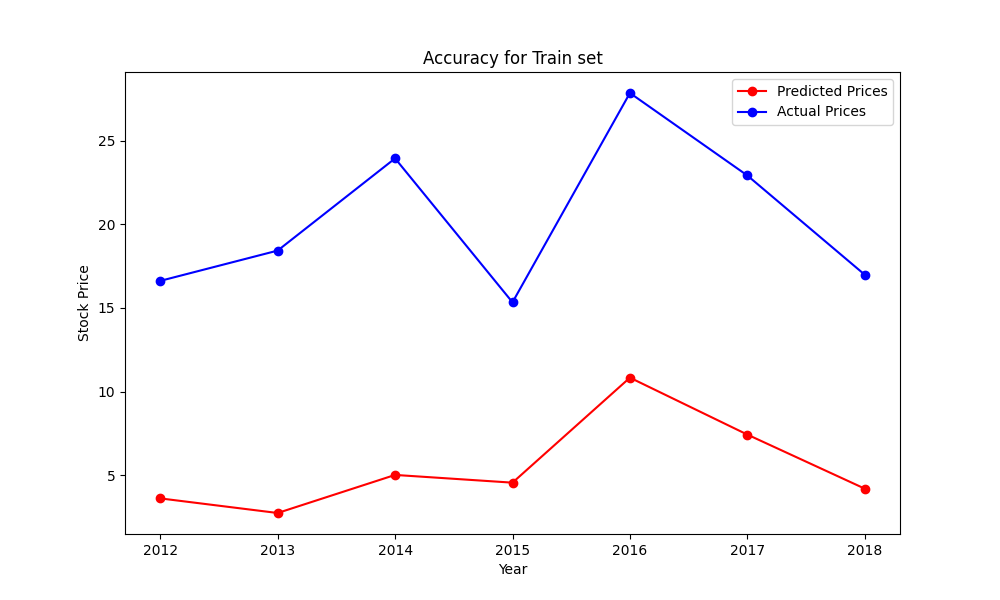 Accuracy for Train set
Predicted Prices
Actual Prices
Stock Price
25
20
15
10
5
2012 2013 2014 2015 2016 2017 2018
Year